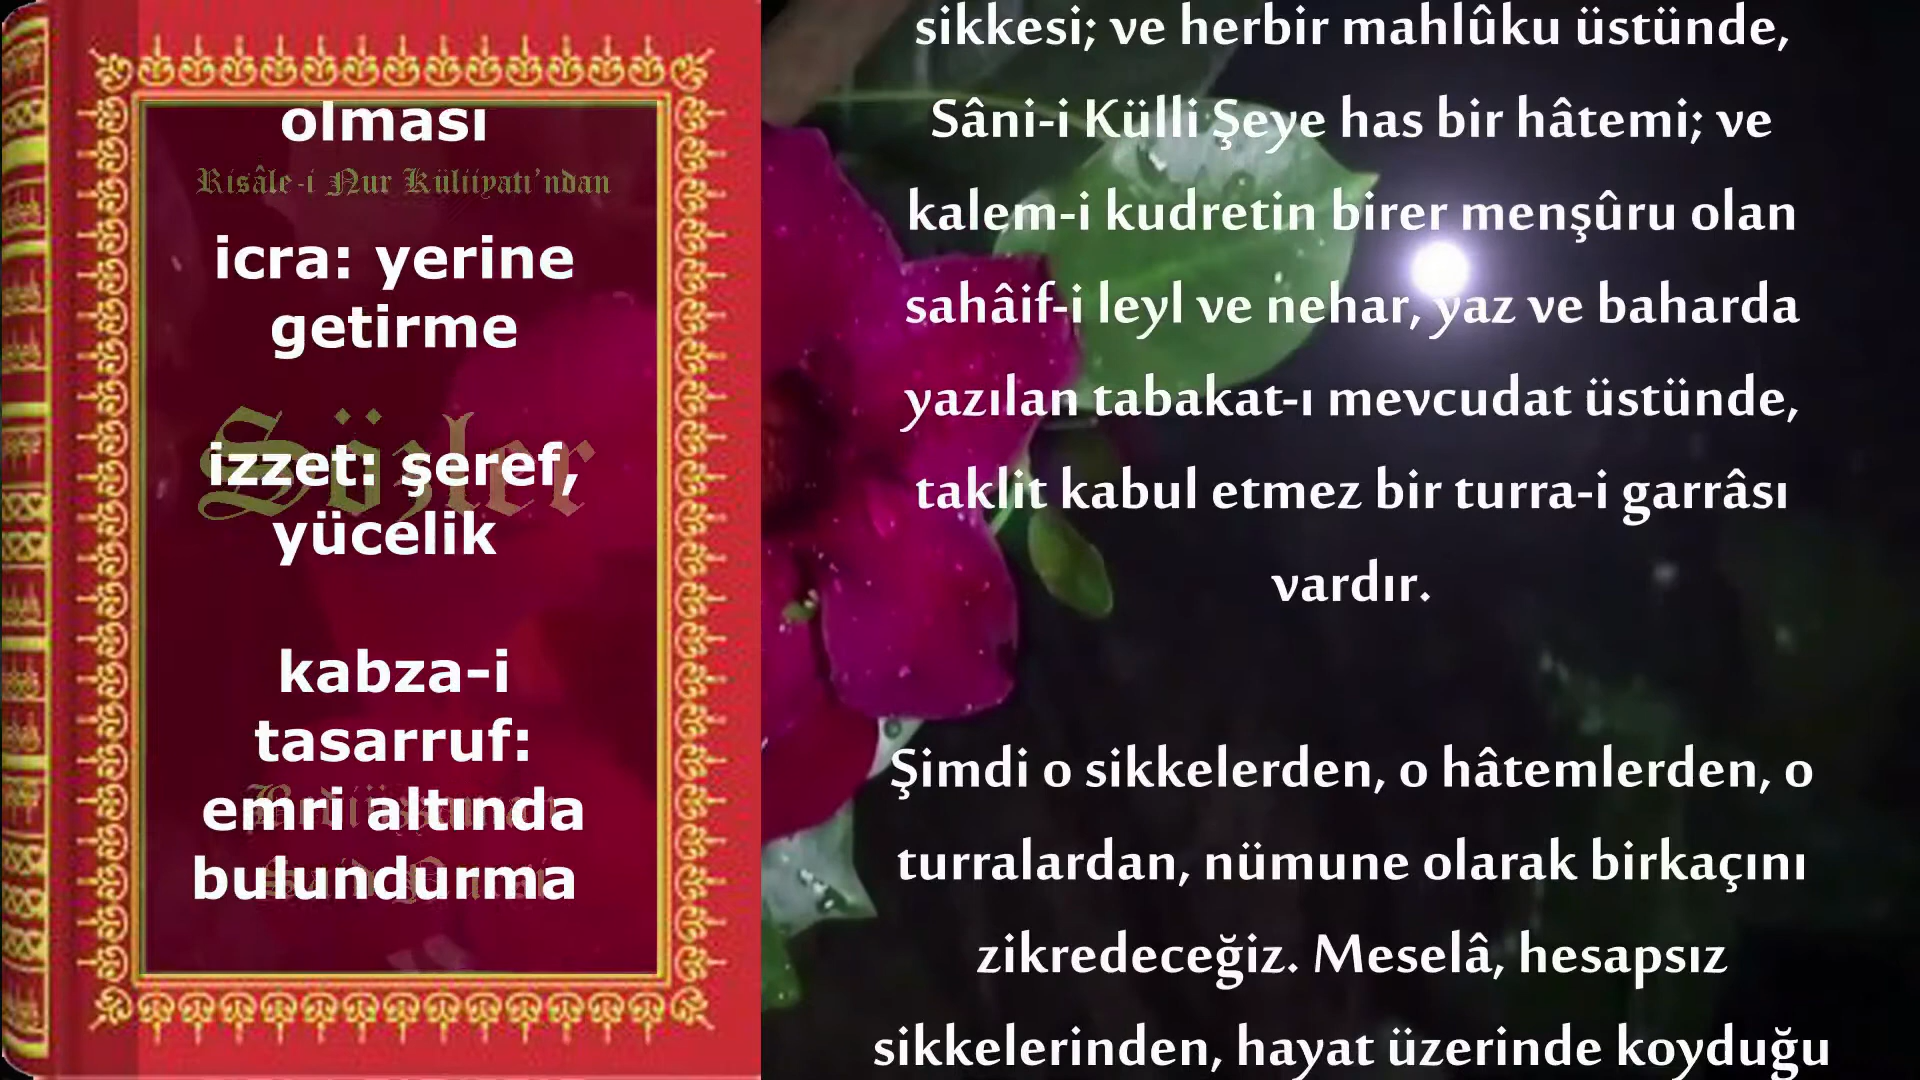 olması
Risâle-i Nur Külliyatı’ndan
icra: yerine
getirme
Sözler
izzet: şeref,
yücelik
kabza-i
tasarruf:
emri altında
bulundurma
sikkesi; ve herbir mahlûku üstünde,
Sâni-i Külli Şeye has bir hâtemi; ve
kalem-i kudretin birer menşûru olan
sahâif-i leyl ve nehar, yaz ve baharda
yazılan tabakat-ı mevcudat üstünde,
taklit kabul etmez bir turra-i garrâsı
vardır.
Şimdi o sikkelerden, o hâtemlerden, o
turralardan, nümune olarak birkaçını
zikredeceğiz. Meselâ, hesapsız
sikkelerinden, hayat üzerinde koyduğu